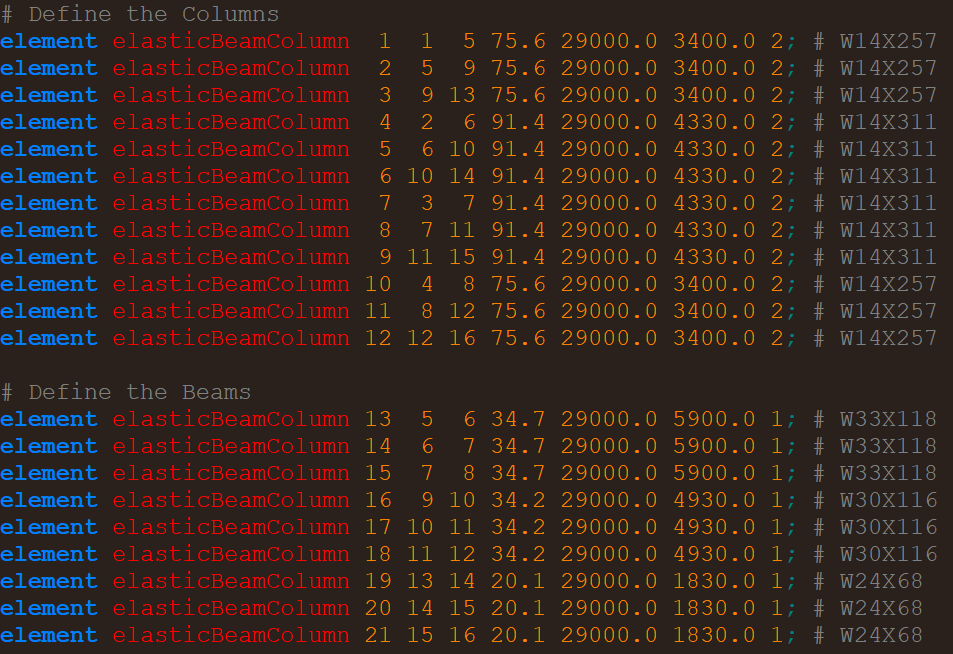 # Define the Columns
element elasticBeamColumn  1  1  5 75.6 29000.0 3400.0 2; # W14X257
element elasticBeamColumn  2  5  9 75.6 29000.0 3400.0 2; # W14X257
element elasticBeamColumn  3  9 13 75.6 29000.0 3400.0 2; # W14X257
element elasticBeamColumn  4  2  6 91.4 29000.0 4330.0 2; # W14X311
element elasticBeamColumn  5  6 10 91.4 29000.0 4330.0 2; # W14X311
element elasticBeamColumn  6 10 14 91.4 29000.0 4330.0 2; # W14X311
element elasticBeamColumn  7  3  7 91.4 29000.0 4330.0 2; # W14X311
element elasticBeamColumn  8  7 11 91.4 29000.0 4330.0 2; # W14X311
element elasticBeamColumn  9 11 15 91.4 29000.0 4330.0 2; # W14X311
element elasticBeamColumn 10  4  8 75.6 29000.0 3400.0 2; # W14X257
element elasticBeamColumn 11  8 12 75.6 29000.0 3400.0 2; # W14X257
element elasticBeamColumn 12 12 16 75.6 29000.0 3400.0 2; # W14X257

# Define the Beams
element elasticBeamColumn 13  5  6 34.7 29000.0 5900.0 1; # W33X118
element elasticBeamColumn 14  6  7 34.7 29000.0 5900.0 1; # W33X118
element elasticBeamColumn 15  7  8 34.7 29000.0 5900.0 1; # W33X118
element elasticBeamColumn 16  9 10 34.2 29000.0 4930.0 1; # W30X116
element elasticBeamColumn 17 10 11 34.2 29000.0 4930.0 1; # W30X116
element elasticBeamColumn 18 11 12 34.2 29000.0 4930.0 1; # W30X116
element elasticBeamColumn 19 13 14 20.1 29000.0 1830.0 1; # W24X68
element elasticBeamColumn 20 14 15 20.1 29000.0 1830.0 1; # W24X68
element elasticBeamColumn 21 15 16 20.1 29000.0 1830.0 1; # W24X68